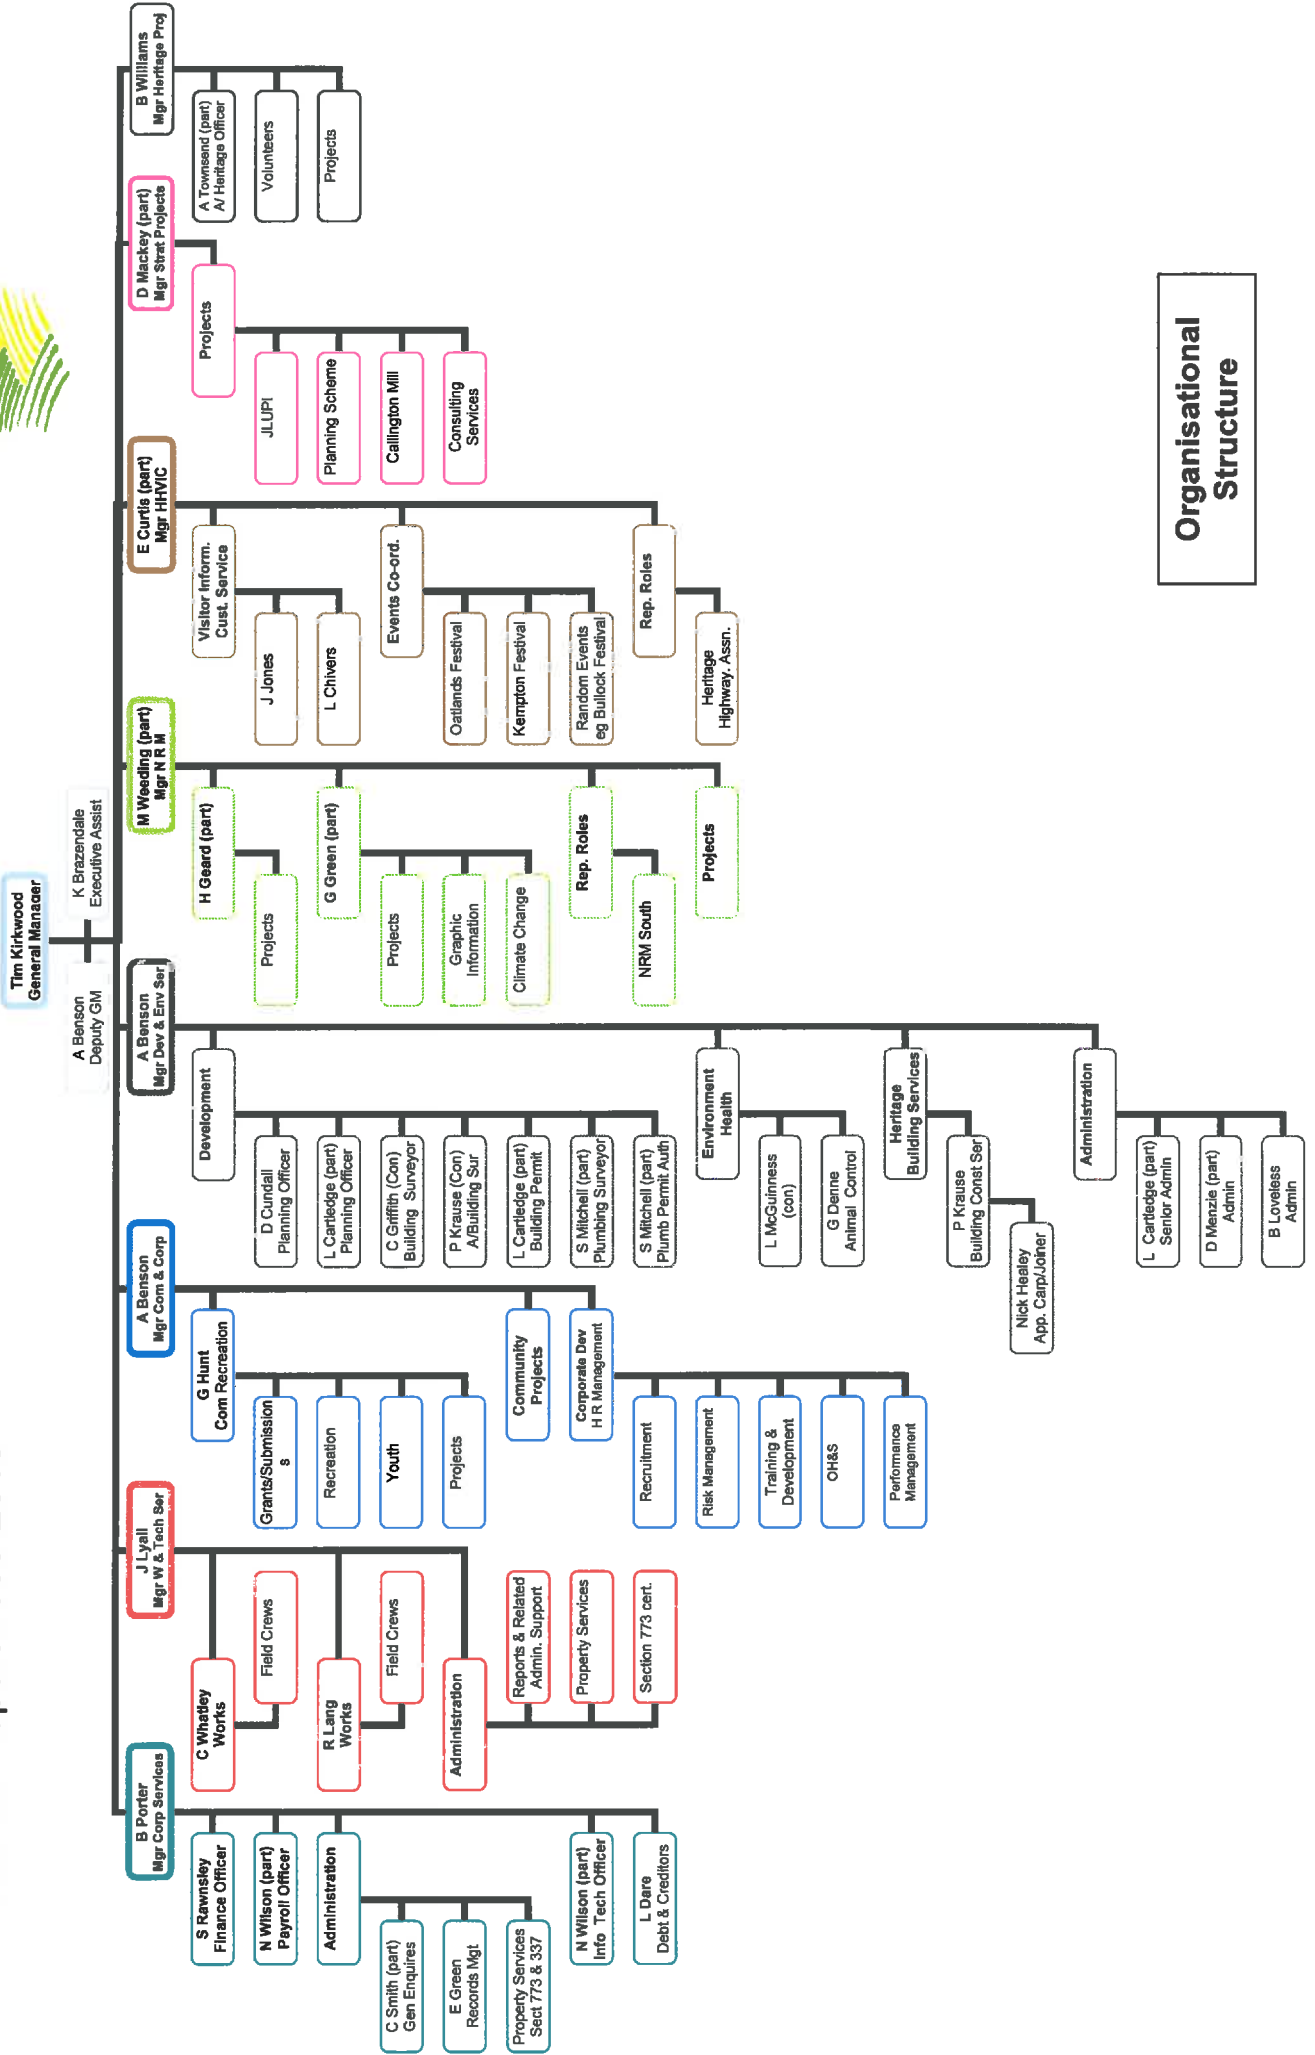 Tim Kirkwood
General Manager
A Benson
Deputy GM
K Brazendale
Executive Assist
B Porter
Mgr Corp Services
S Rawnsley
Finance Officer
N Wilson (part)
Payroll Officer
Administration
C Smith (part)
Gen Enquires
E Green
Records Mgt
Property Services
Sect 773 & 337
N Wilson (part)
Info Tech Officer
L Dare
Debt & Creditors
J Lyall
Mgr W & Tech Ser
C Whatley
Works
Field Crews
R Lang
Works
Field Crews
Administration
Reports & Related
Admin. Support
Property Services
Section 773 cert.
A Benson
Mgr Com & Corp
G Hunt
Com Recreation
Grants/Submission
s
Recreation
Youth
Projects
Community
Projects
Corporate Dev
H R Management
Recruitment
Risk Management
Training &
Development
OH&S
Performance
Management
A Benson
Mgr Dev & Env Ser
Development
D Cundall
Planning Officer
L Cartledge (part)
Planning Officer
C Griffith (Con)
Building Surveyor
P Krause (Con)
A/Building Sur
L Cartledge (part)
Building Permit
S Mitchell (part)
Plumbing Surveyor
S Mitchell (part)
Plumb Permit Auth
Environment
Health
L McGuinness
(con)
G Denne
Animal Control
Heritage
Building Services
P Krause
Building Const Ser
Nick Healey
App. Carp/Joiner
Administration
L Cartledge (part)
Senior Admin
D Menzie (part)
Admin
B Loveless
Admin
M Weeding (part)
Mgr N R M
H Geard (part)
Projects
G Green (part)
Projects
Graphic
Information
Climate Change
Rep. Roles
NRM South
Projects
E Curtis (part)
Mgr HHVIC
Visitor Inform.
Cust. Service
J Jones
L Chivers
Events Co-ord.
Oatlands Festival
Kempton Festival
Random Events
eg Bullock Festival
Rep. Roles
Heritage
Highway. Assn.
D Mackey (part)
Mgr Strat Projects
Projects
JLUPI
Planning Scheme
Callington Mill
Consulting
Services
B Williams
Mgr Heritage Proj
A Townsend (part)
A/ Heritage Officer
Volunteers
Projects
Organisational
Structure